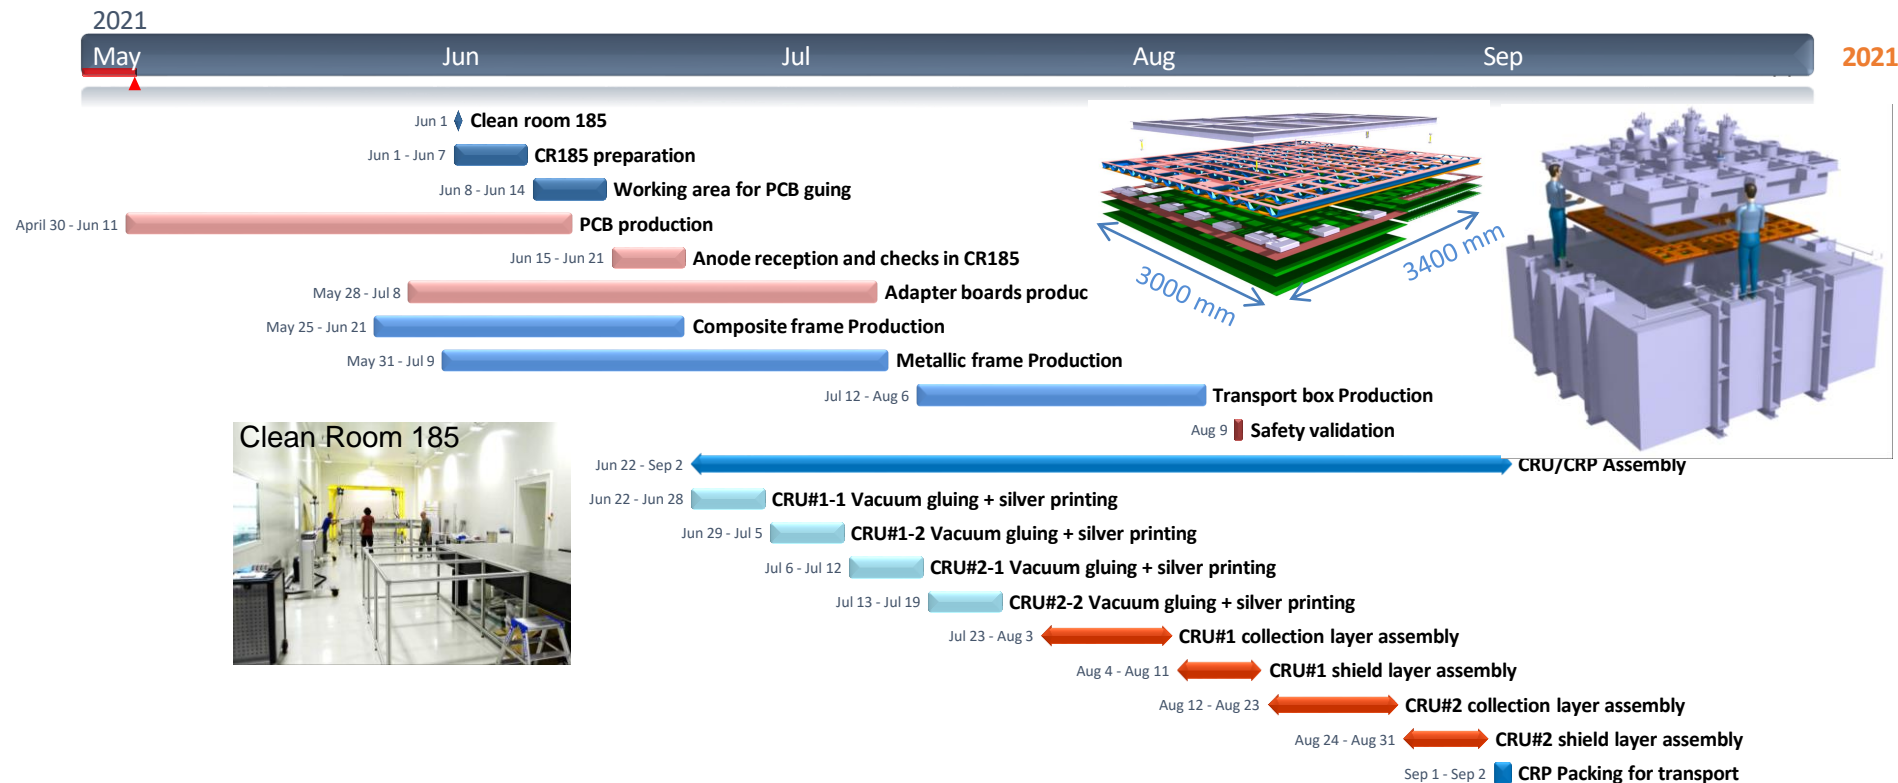 2021
May Jun Jul Aug Sep 2021
Jun 1 Clean room 185
Jun 1 - Jun 7 CR185 preparation
Jun 8 - Jun 14 Working area for PCB guing
April 30 - Jun 11 PCB production
Jun 15 - Jun 21 Anode reception and checks in CR185
May 28 - Jul 8 Adapter boards produc
May 25 - Jun 21 Composite frame Production
May 31 - Jul 9 Metallic frame Production
Jul 12 - Aug 6 Transport box Production
Aug 9 Safety validation
3000 mm
3400 mm
Clean Room 185
Jun 22 - Sep 2 CRU/CRP Assembly
Jun 22 - Jun 28 CRU#1-1 Vacuum gluing + silver printing
Jun 29 - Jul 5 CRU#1-2 Vacuum gluing + silver printing
Jul 6 - Jul 12 CRU#2-1 Vacuum gluing + silver printing
Jul 13 - Jul 19 CRU#2-2 Vacuum gluing + silver printing
Jul 23 - Aug 3 CRU#1 collection layer assembly
Aug 4 - Aug 11 CRU#1 shield layer assembly
Aug 12 - Aug 23 CRU#2 collection layer assembly
Aug 24 - Aug 31 CRU#2 shield layer assembly
Sep 1 - Sep 2 CRP Packing for transport